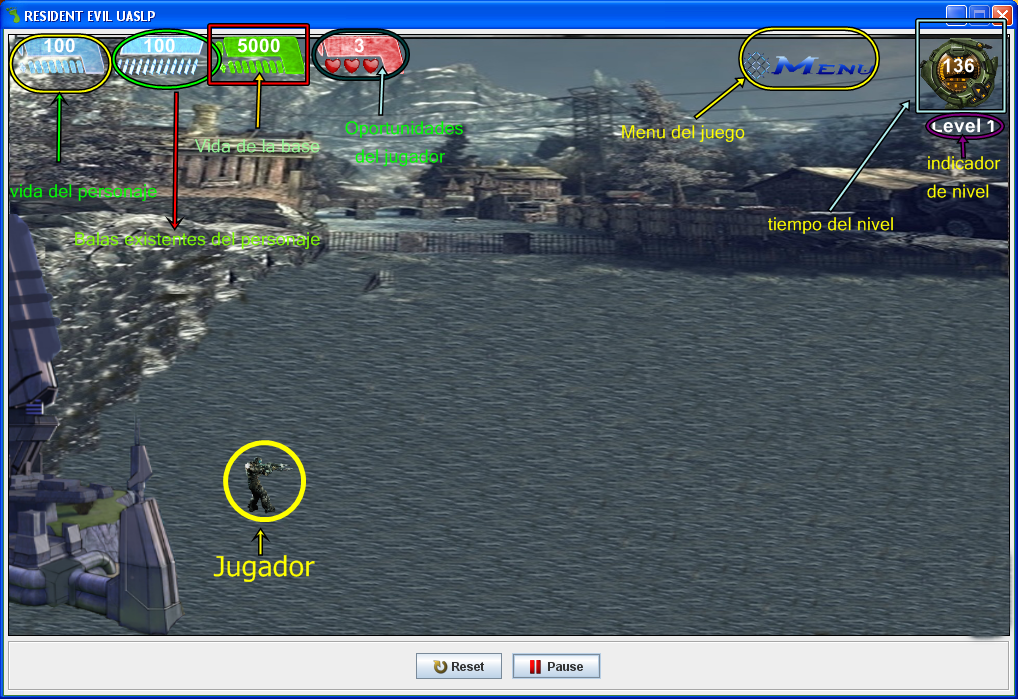 RESIDENT EVIL UASLP
100
100
5000
3
MENU
136
Level 1
Oportunidades
del jugador
Menu del juego
Vida de la base
indicador
de nivel
vida del personaje
tiempo del nivel
Balas existentes del personaje
Jugador
Reset
Pause